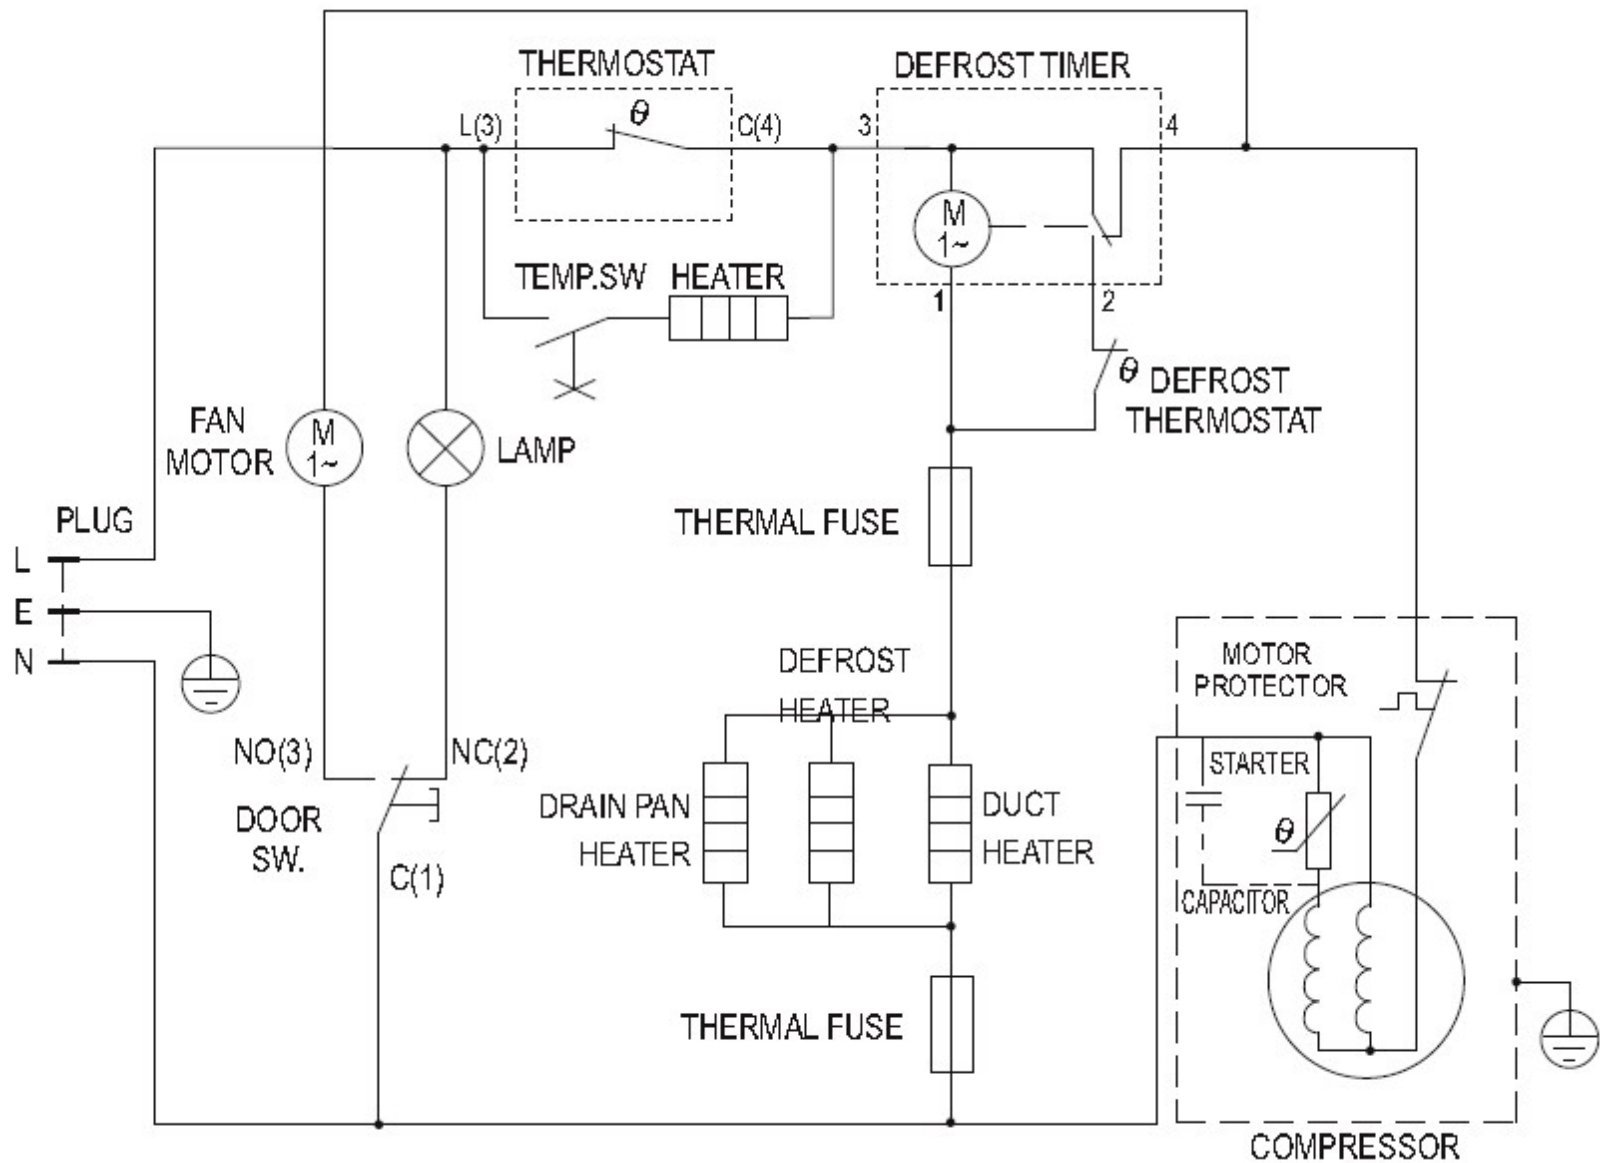 THERMOSTAT
DEFROST TIMER
L(3)
θ
C(4)
3
4
M
1~
TEMP.SW
HEATER
1
2
θ
DEFROST
THERMOSTAT
FAN
MOTOR
M
1~
LAMP
PLUG
L
E
N
THERMAL FUSE
DEFROST
HEATER
MOTOR
PROTECTOR
NO(3)
NC(2)
DOOR
SW.
C(1)
DRAIN PAN
HEATER
DUCT
HEATER
STARTER
θ
CAPACITOR
THERMAL FUSE
COMPRESSOR